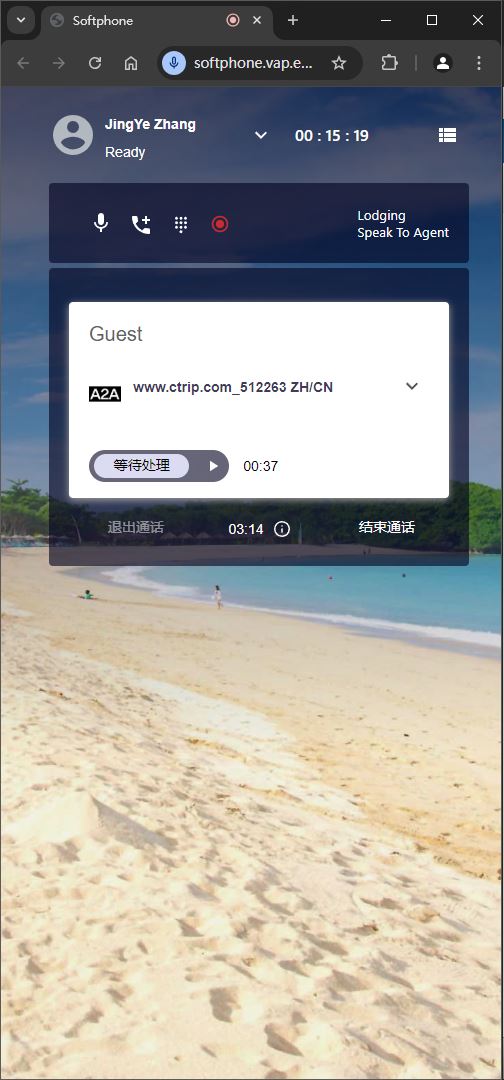 Softphone
softphone.vap.e...
JingYe Zhang
00 : 15 : 19
Ready
Lodging
Speak To Agent
Guest
A2A
www.ctrip.com_512263 ZH/CN
等待处理
00:37
退出通话
03:14
结束通话